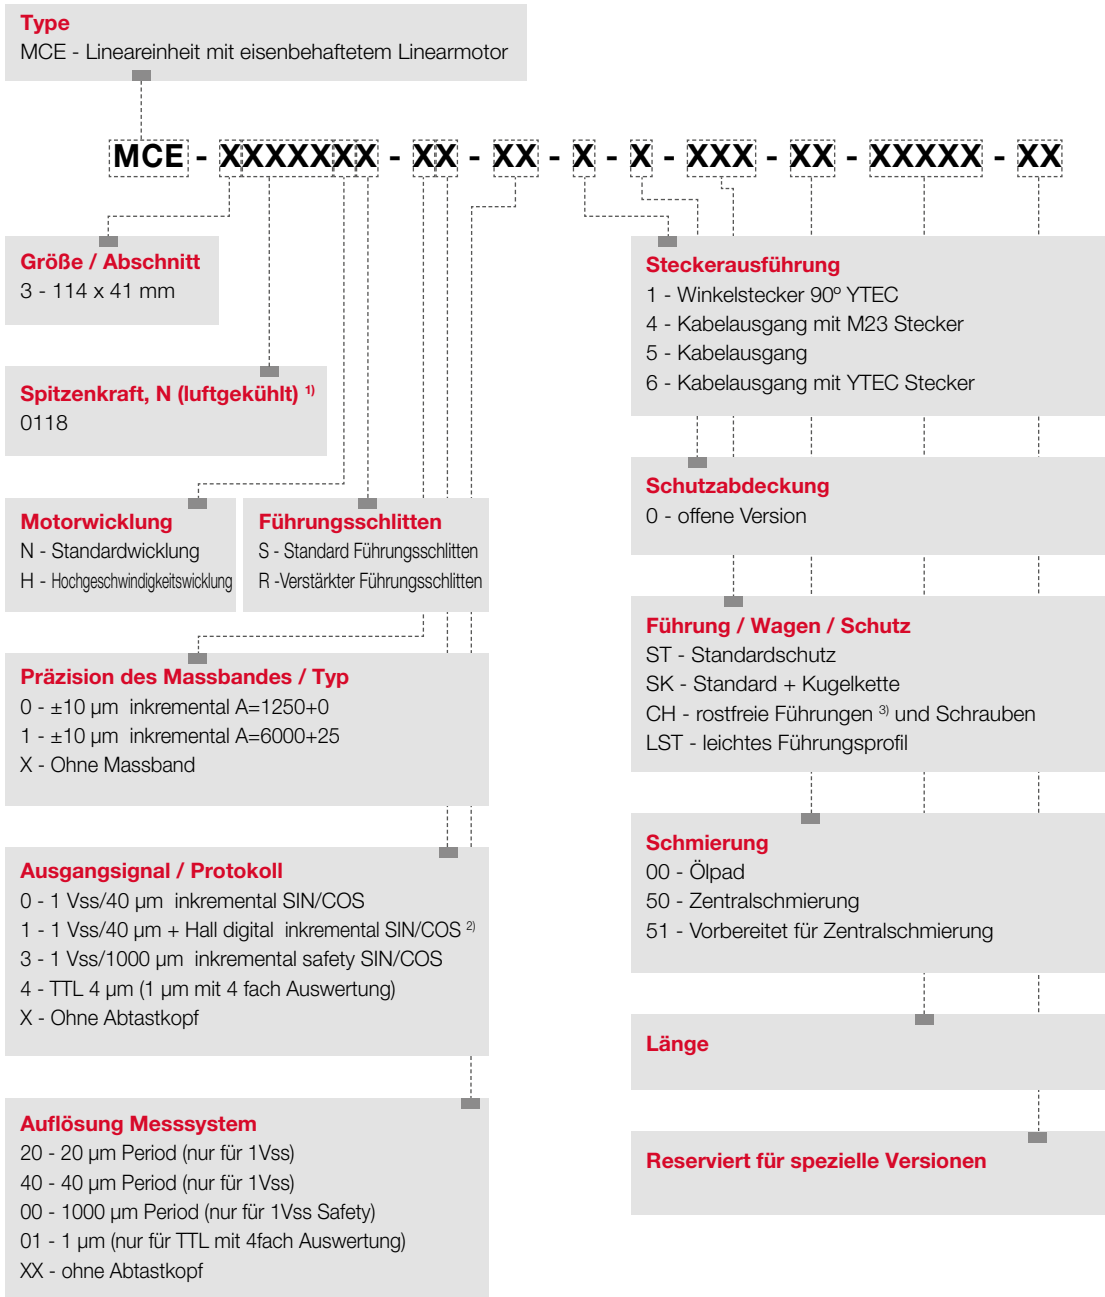 Type
MCE - Lineareinheit mit eisenbehaftetem Linearmotor
MCE - XXXXXXX - XX - XX - X - X - XXX - XX - XXXXX - XX
Größe / Abschnitt
3 - 114 x 41 mm
Spitzenkraft, N (luftgekühlt) 1)
0118
Motorwicklung
N - Standardwicklung
H - Hochgeschwindigkeitswicklung
Führungsschlitten
S - Standard Führungsschlitten
R -Verstärkter Führungsschlitten
Präzision des Massbandes / Typ
0 - ±10 µm inkremental A=1250+0
1 - ±10 µm inkremental A=6000+25
X - Ohne Massband
Ausgangsignal / Protokoll
0 - 1 Vss/40 µm inkremental SIN/COS
1 - 1 Vss/40 µm + Hall digital inkremental SIN/COS 2)
3 - 1 Vss/1000 µm inkremental safety SIN/COS
4 - TTL 4 µm (1 µm mit 4 fach Auswertung)
X - Ohne Abtastkopf
Auflösung Messsystem
20 - 20 µm Period (nur für 1Vss)
40 - 40 µm Period (nur für 1Vss)
00 - 1000 µm Period (nur für 1Vss Safety)
01 - 1 µm (nur für TTL mit 4fach Auswertung)
XX - ohne Abtastkopf
Steckerausführung
1 - Winkelstecker 90º YTEC
4 - Kabelausgang mit M23 Stecker
5 - Kabelausgang
6 - Kabelausgang mit YTEC Stecker
Schutzabdeckung
0 - offene Version
Führung / Wagen / Schutz
ST - Standardschutz
SK - Standard + Kugelkette
CH - rostfreie Führungen 3) und Schrauben
LST - leichtes Führungsprofil
Schmierung
00 - Ölpad
50 - Zentralschmierung
51 - Vorbereitet für Zentralschmierung
Länge
Reserviert für spezielle Versionen